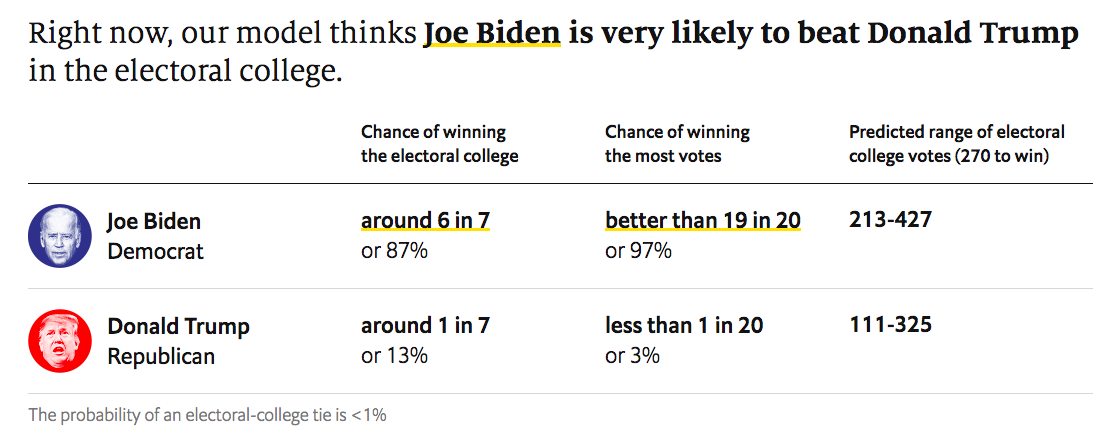 Right now, our model thinks Joe Biden is very likely to beat Donald Trump
in the electoral college.
Chance of winning
the electoral college
Chance of winning
the most votes
Predicted range of electoral
college votes (270 to win)
Joe Biden
Democrat
around 6 in 7
or 87%
better than 19 in 20
or 97%
213-427
Donald Trump
Republican
around 1 in 7
or 13%
less than 1 in 20
or 3%
111-325
The probability of an electoral-college tie is <1%